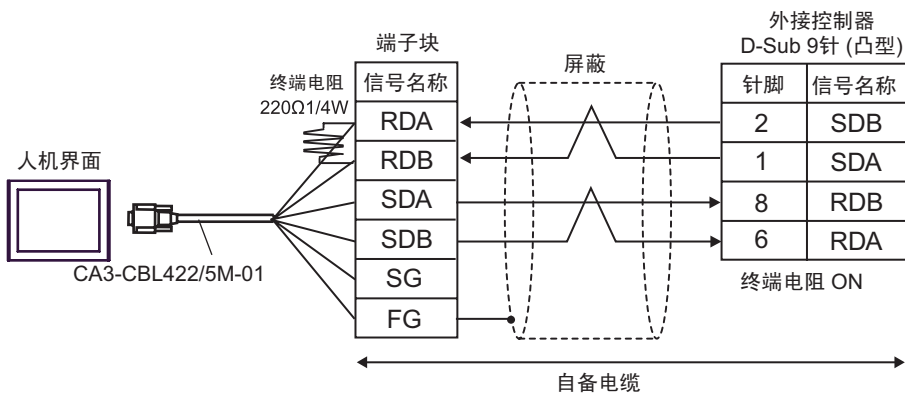 外接控制器
D-Sub 9针 (凸型)
端子块
屏蔽
终端电阻
220Ω1/4W
信号名称
针脚 信号名称
RDA
2 SDB
RDB
1 SDA
人机界面
SDA
8 RDB
SDB
6 RDA
CA3-CBL422/5M-01
SG
终端电阻 ON
FG
自备电缆